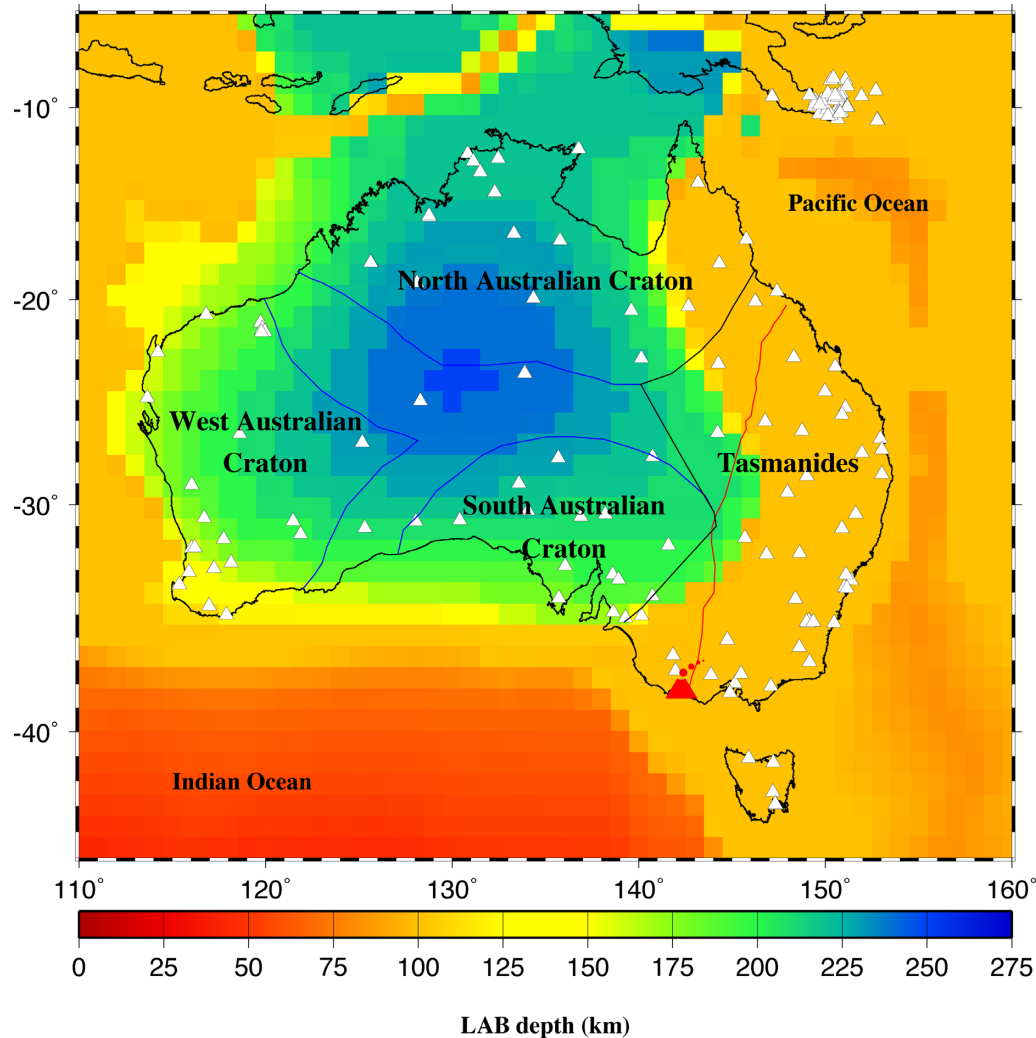 -10°
Pacific Ocean
North Australian Craton
-20°
West Australian
Craton
Tasmanides
-30°
South Australian
Craton
-40°
Indian Ocean
110° 120° 130° 140° 150° 160°
0 25 50 75 100 125 150 175 200 225 250 275
LAB depth (km)